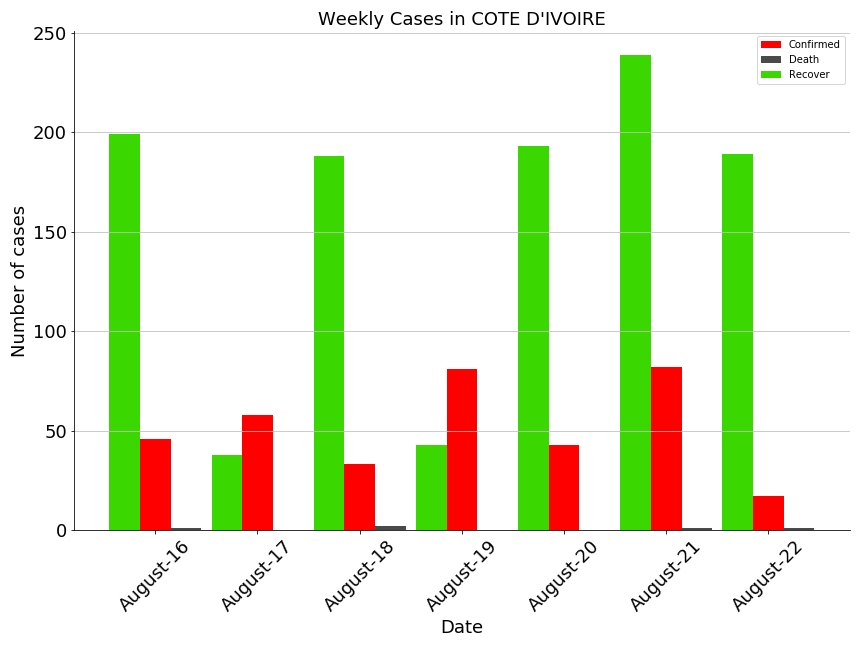 Weekly Cases in COTE D'IVOIRE
Confirmed
Death
Recover
250
200
150
100
50
0
Number of cases
August-16
August-17
August-18
August-19
August-20
August-21
August-22
Date